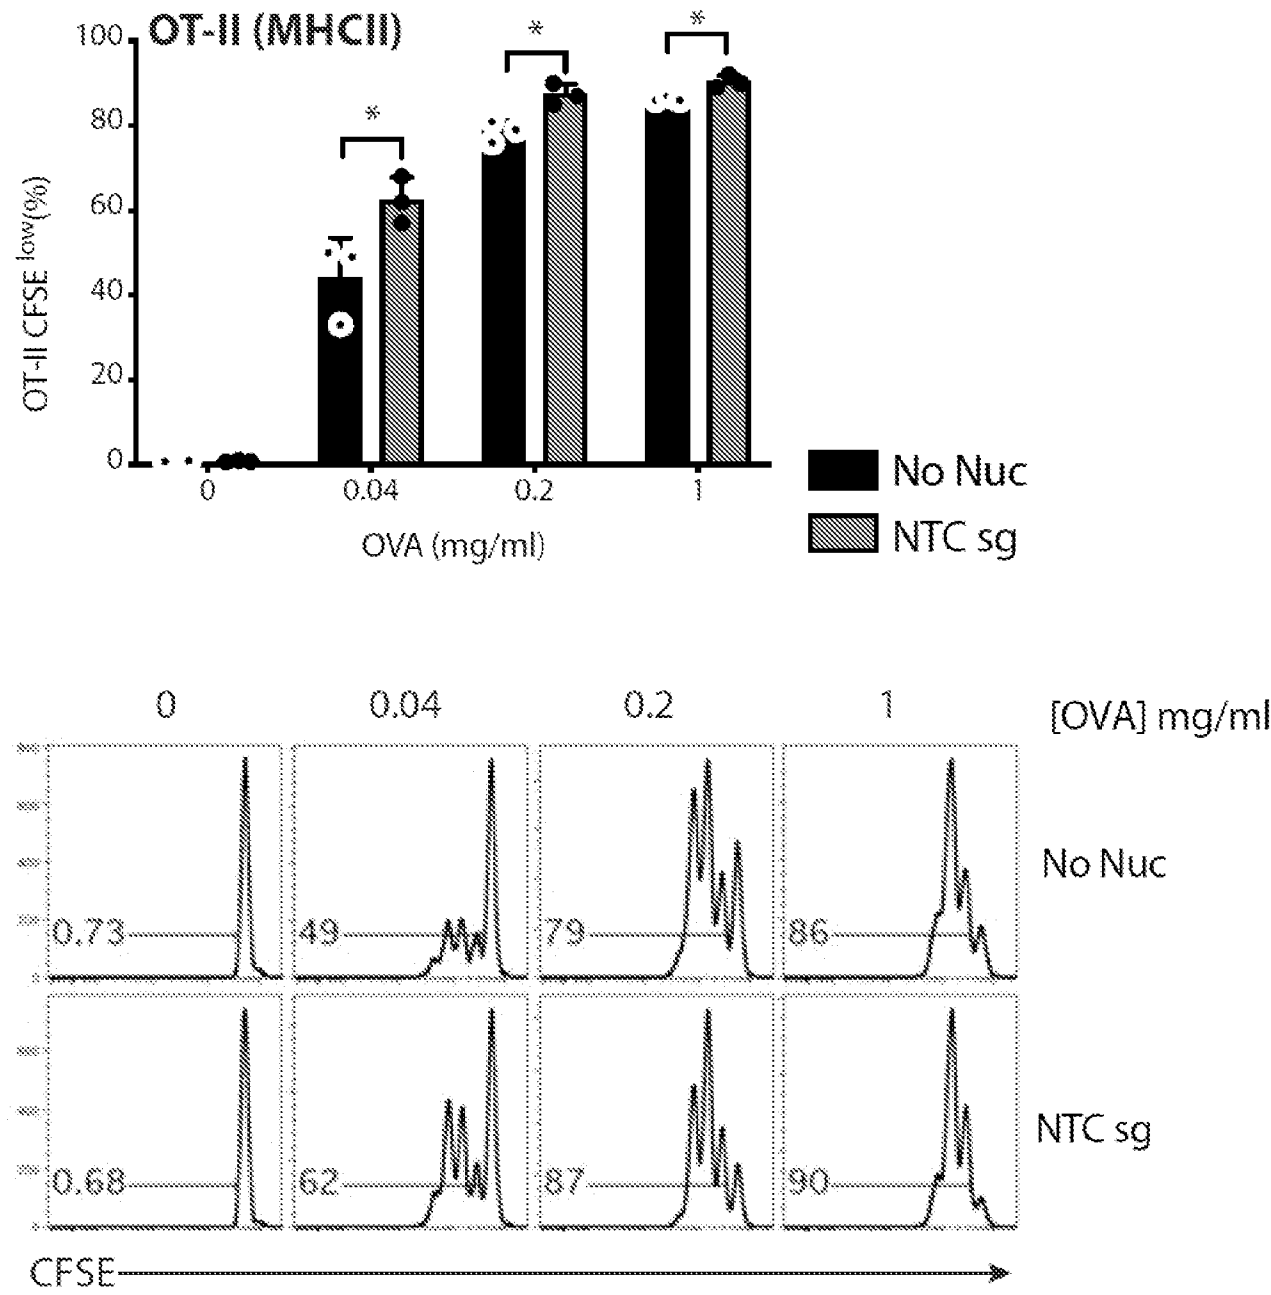 OT-II (MHCII)
100
80
60
40
20
0
OT-II CFSE low(%)
*
*
*
0 0.04 0.2 1
OVA (mg/ml)
No Nuc
NTC sg
0 0.04 0.2 1 [OVA] mg/ml
No Nuc
0.73 49 79 86
NTC sg
0.68 62 87 90
CFSE